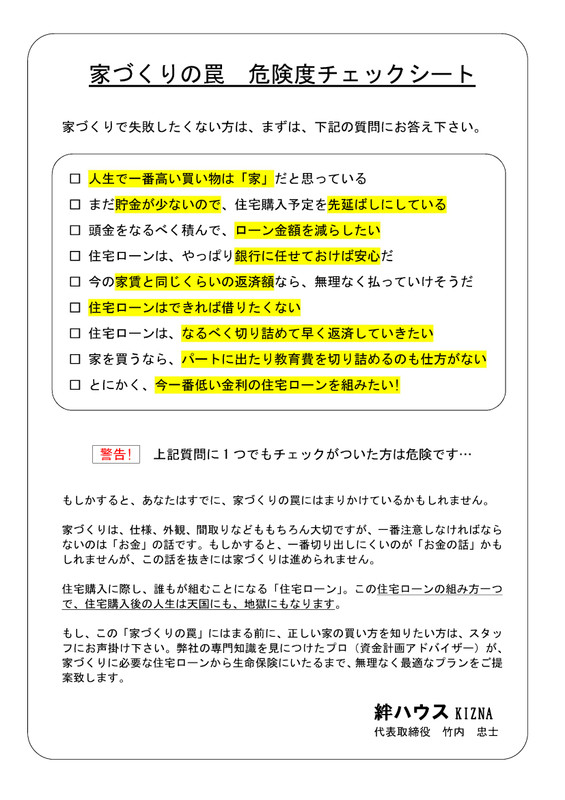 家づくりの罠　危険度チェックシート
家づくりで失敗したくない方は、まずは、下記の質問にお答え下さい。
□ 人生で一番高い買い物は「家」だと思っている
□ まだ貯金が少ないので、住宅購入予定を先延ばしにしている
□ 頭金をなるべく積んで、ローン金額を減らしたい
□ 住宅ローンは、やっぱり銀行に任せておけば安心だ
□ 今の家賃と同じくらいの返済額なら、無理なく払っていけそうだ
□ 住宅ローンはできれば借りたくない
□ 住宅ローンは、なるべく切り詰めて早く返済していきたい
□ 家を買うなら、パートに出たり教育費を切り詰めるのも仕方がない
□ とにかく、今一番低い金利の住宅ローンを組みたい!
警告!　上記質問に１つでもチェックがついた方は危険です…
もしかすると、あなたはすでに、家づくりの罠にはまりかけているかもしれません。
家づくりは、仕様、外観、間取りなどももちろん大切ですが、一番注意しなければなら
ないのは「お金」の話です。もしかすると、一番切り出しにくいのが「お金の話」かも
しれませんが、この話を抜きには家づくりは進められません。
住宅購入に際し、誰もが組むことになる「住宅ローン」。この住宅ローンの組み方一つ
で、住宅購入後の人生は天国にも、地獄にもなります。
もし、この「家づくりの罠」にはまる前に、正しい家の買い方を知りたい方は、スタッ
フにお声掛け下さい。弊社の専門知識を見につけたプロ（資金計画アドバイザー）が、
家づくりに必要な住宅ローンから生命保険にいたるまで、無理なく最適なプランをご提
案致します。
絆ハウス KIZNA
代表取締役　竹内　忠士